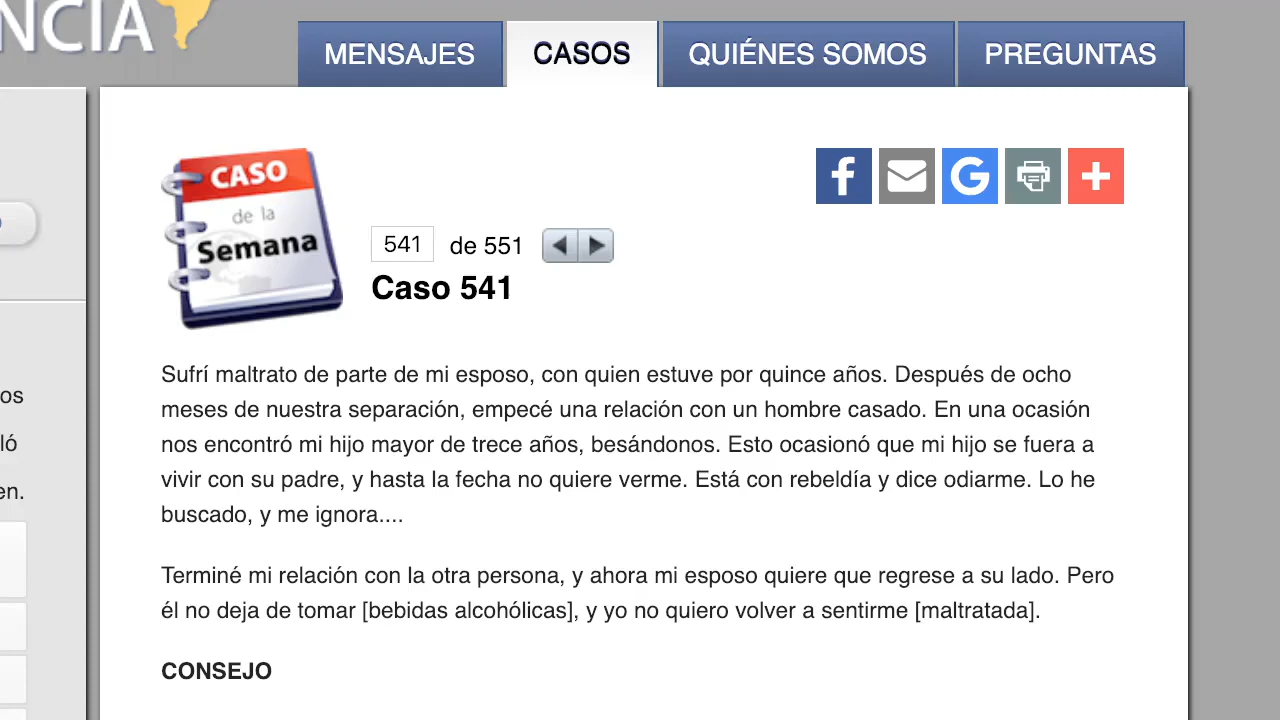 NCIA
MENSAJES
CASOS
QUIÉNES SOMOS
PREGUNTAS
CASO
de la
Semana
541 de 551
Caso 541
os
ló
en.
Sufrí maltrato de parte de mi esposo, con quien estuve por quince años. Después de ocho
meses de nuestra separación, empecé una relación con un hombre casado. En una ocasión
nos encontró mi hijo mayor de trece años, besándonos. Esto ocasionó que mi hijo se fuera a
vivir con su padre, y hasta la fecha no quiere verme. Está con rebeldía y dice odiarme. Lo he
buscado, y me ignora....
Terminé mi relación con la otra persona, y ahora mi esposo quiere que regrese a su lado. Pero
él no deja de tomar [bebidas alcohólicas], y yo no quiero volver a sentirme [maltratada].
CONSEJO